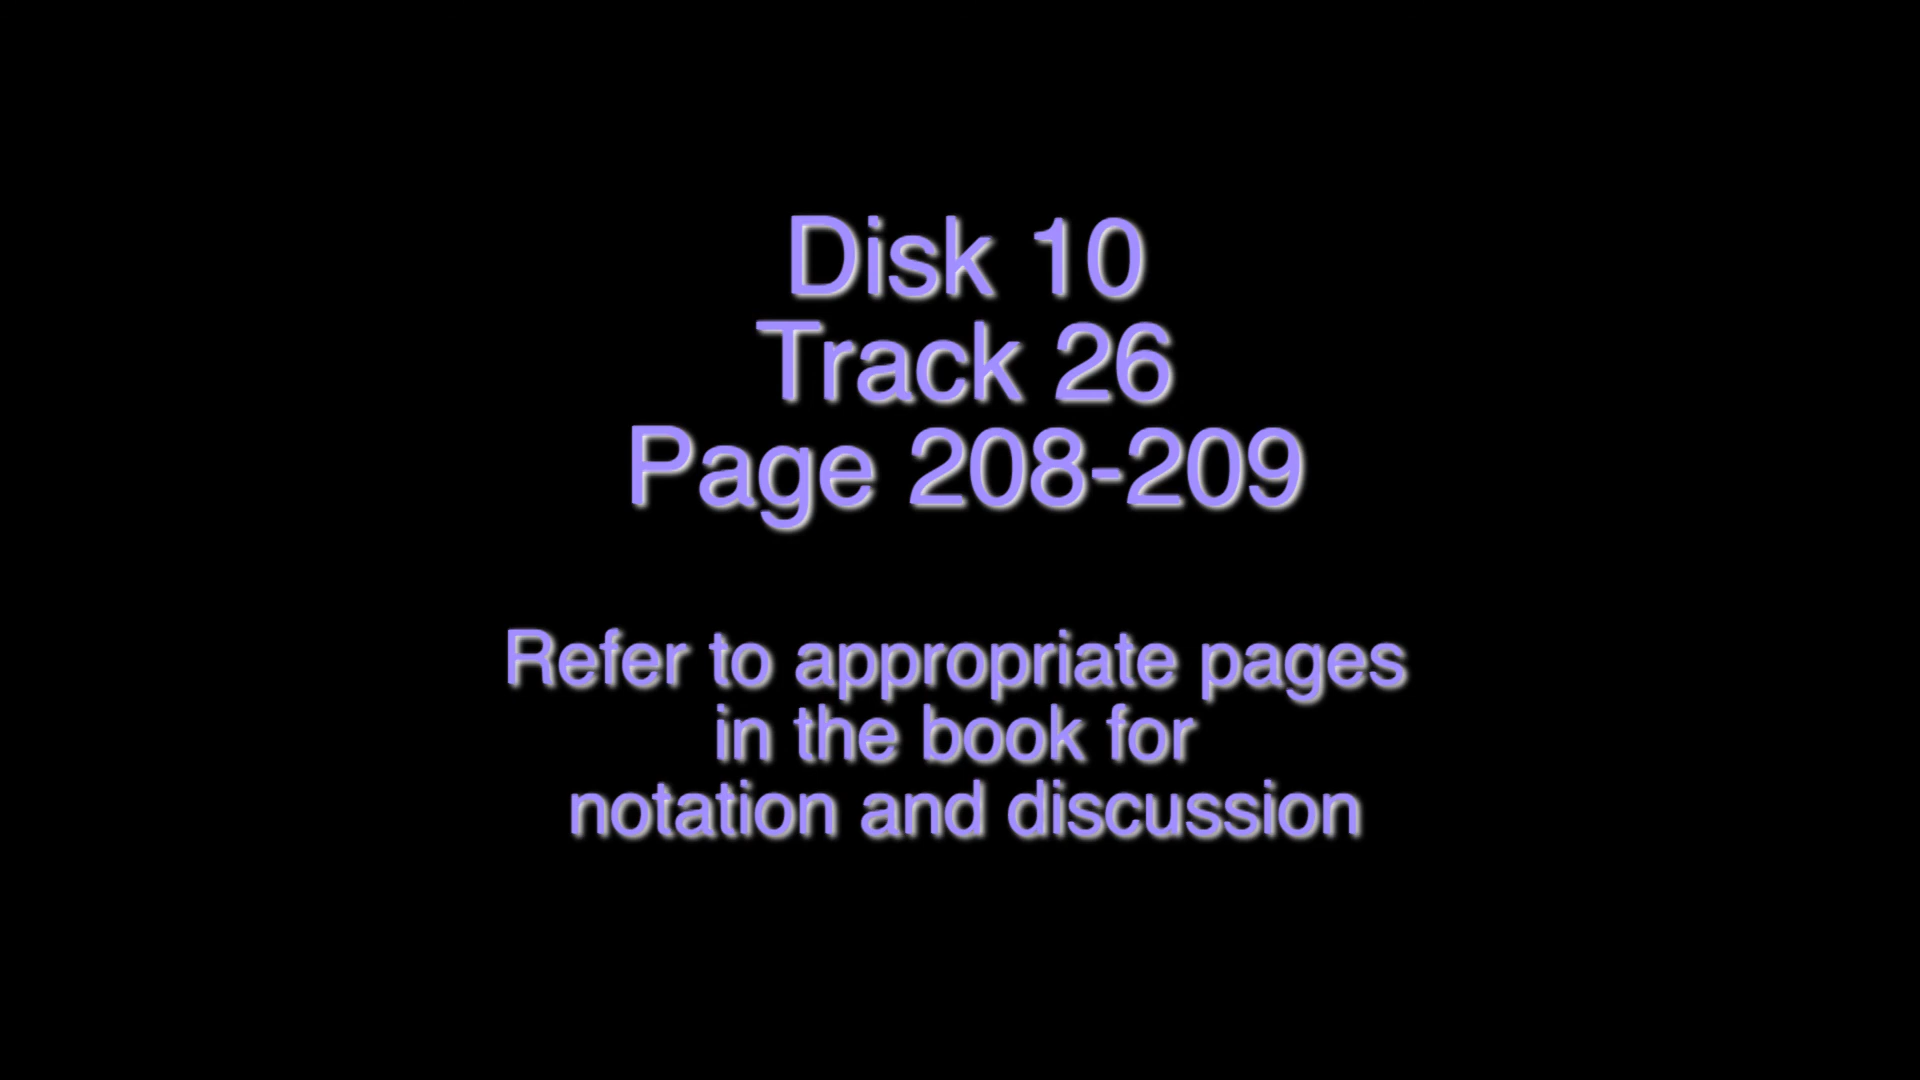 Disk 10
Track 26
Page 208-209
Refer to appropriate pages
in the book for
notation and discussion